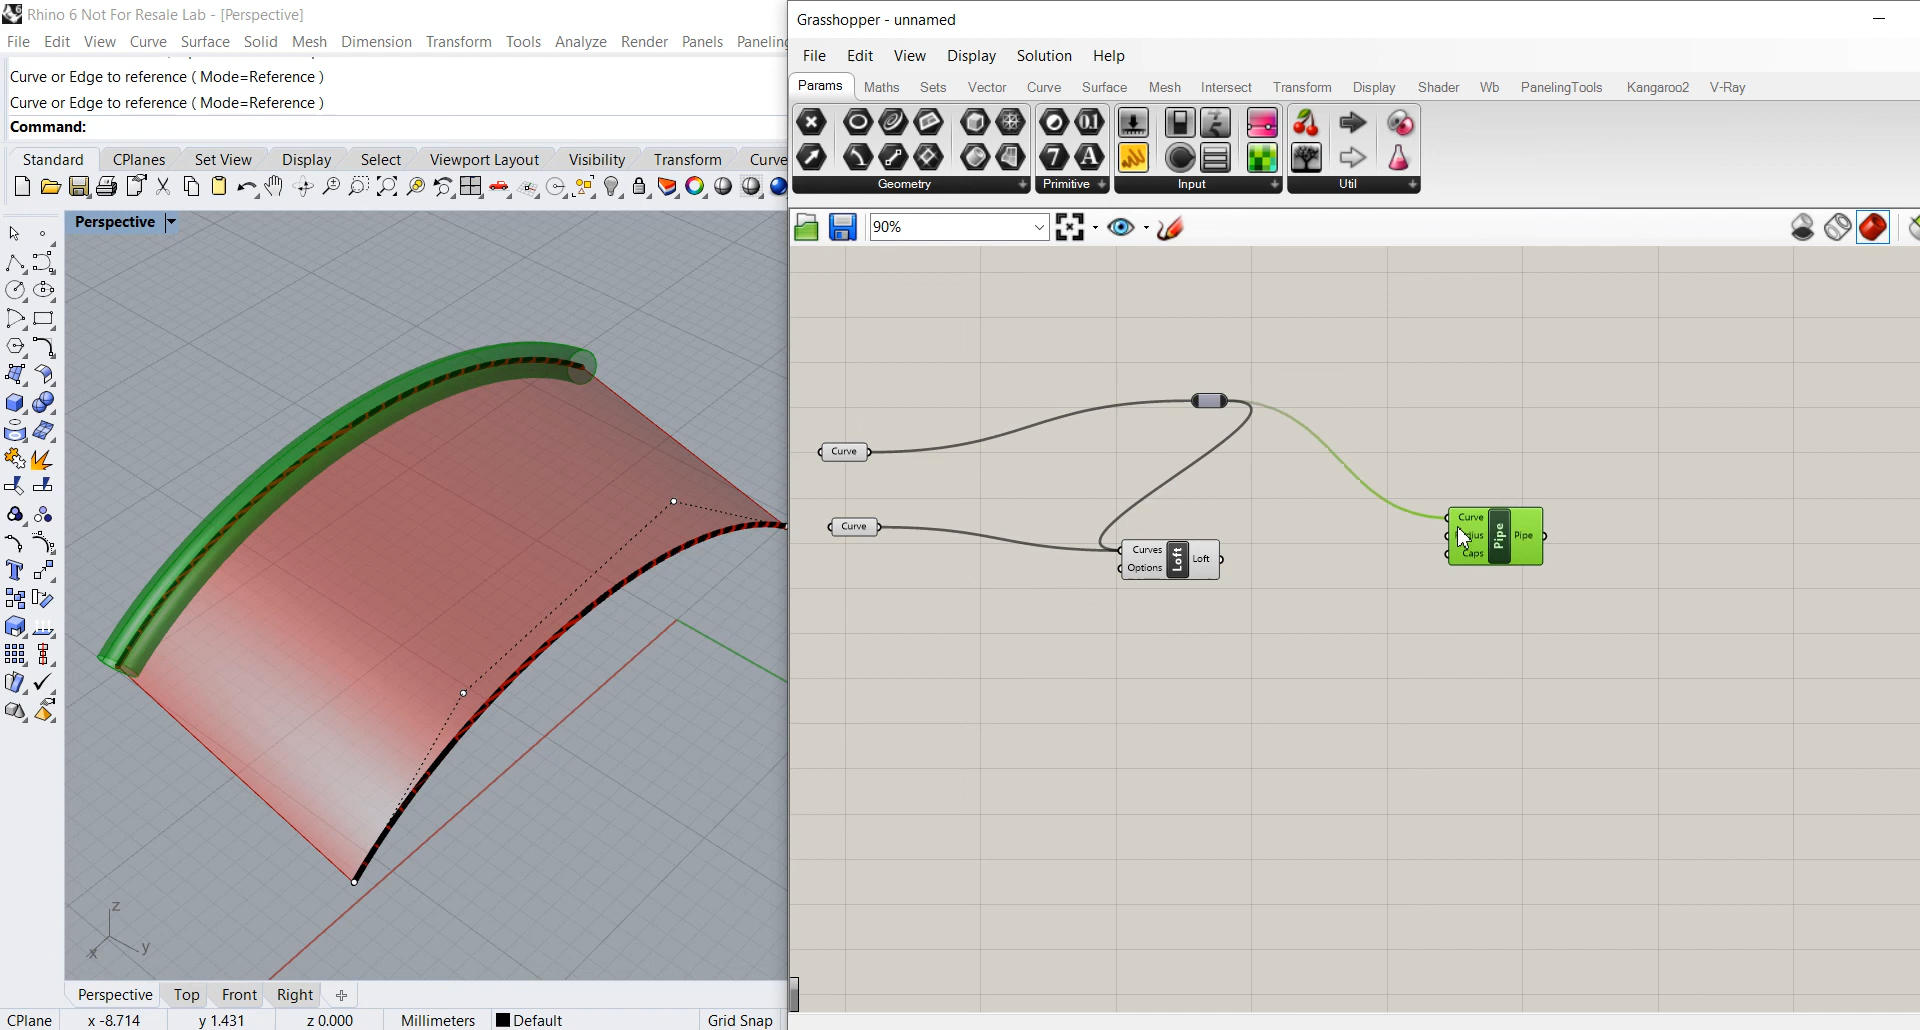 Rhino 6 Not For Resale Lab - [Perspective]
File Edit View Curve Surface Solid Mesh Dimension Transform Tools Analyze Render Panels Paneling
Curve or Edge to reference ( Mode=Reference )
Curve or Edge to reference ( Mode=Reference )
Command:
Standard CPlanes Set View Display Select Viewport Layout Visibility Transform Curve
Perspective
z
y
x
Perspective Top Front Right
CPlane x -8.714 y 1.431 z 0.000 Millimeters Default Grid Snap
Grasshopper - unnamed
File Edit View Display Solution Help
Params Maths Sets Vector Curve Surface Mesh Intersect Transform Display Shader Wb PanelingTools Kangaroo2 V-Ray
0.1
7 A
Geometry Primitive Input Util
90%
Curve
Curve
Curves
Options
Loft
Loft
Curve
Caps
Pipe
Pipe